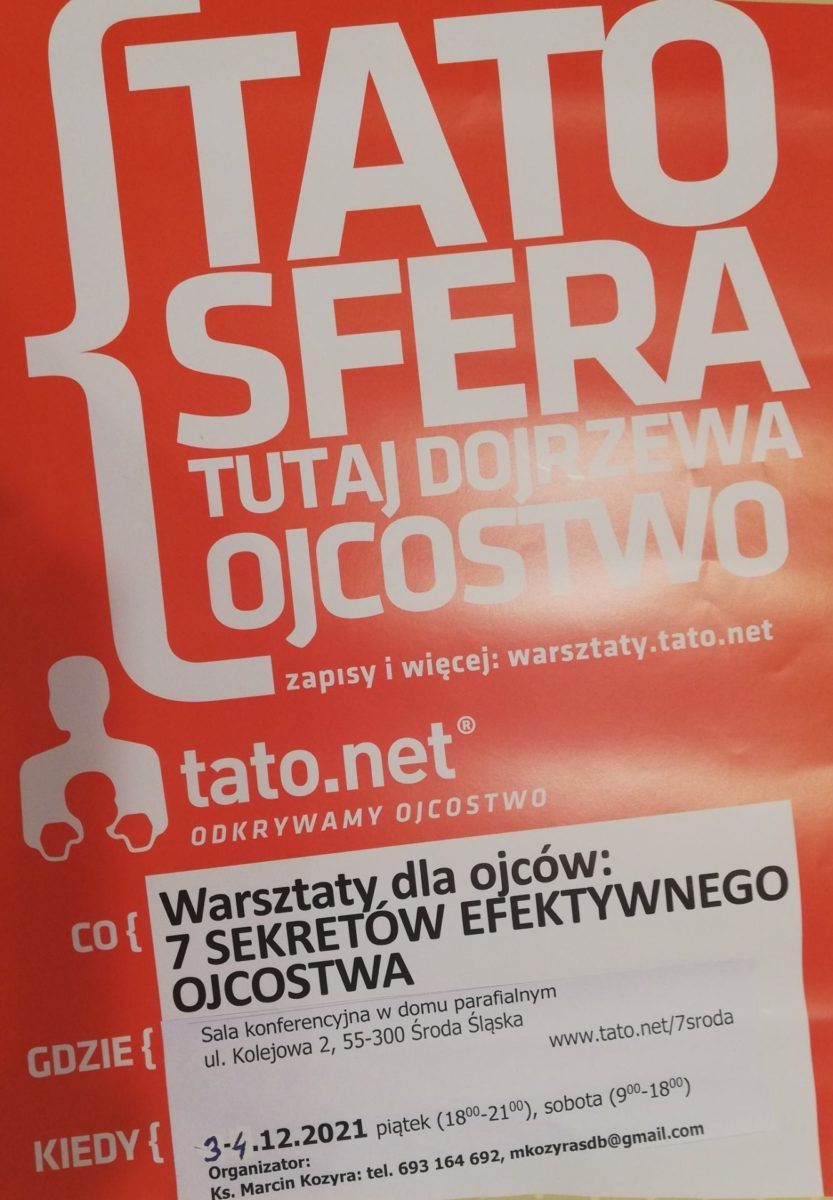 TATO
SFERA
TUTAJ DOJRZEWA
OJCOSTWO
zapisy i więcej: warsztaty.tato.net
tato.net®
ODKRYWAMY OJCOSTWO
CO {
Warsztaty dla ojców:
7 SEKRETÓW EFEKTYWNEGO
OJCOSTWA
GDZIE {
Sala konferencyjna w domu parafialnym
ul. Kolejowa 2, 55-300 Środa Śląska
www.tato.net/7sroda
KIEDY {
3-4.12.2021 piątek (18⁰⁰-21⁰⁰), sobota (9⁰⁰-18⁰⁰)
Organizator:
Ks. Marcin Kozyra: tel. 693 164 692, mkozyrasdb@gmail.com